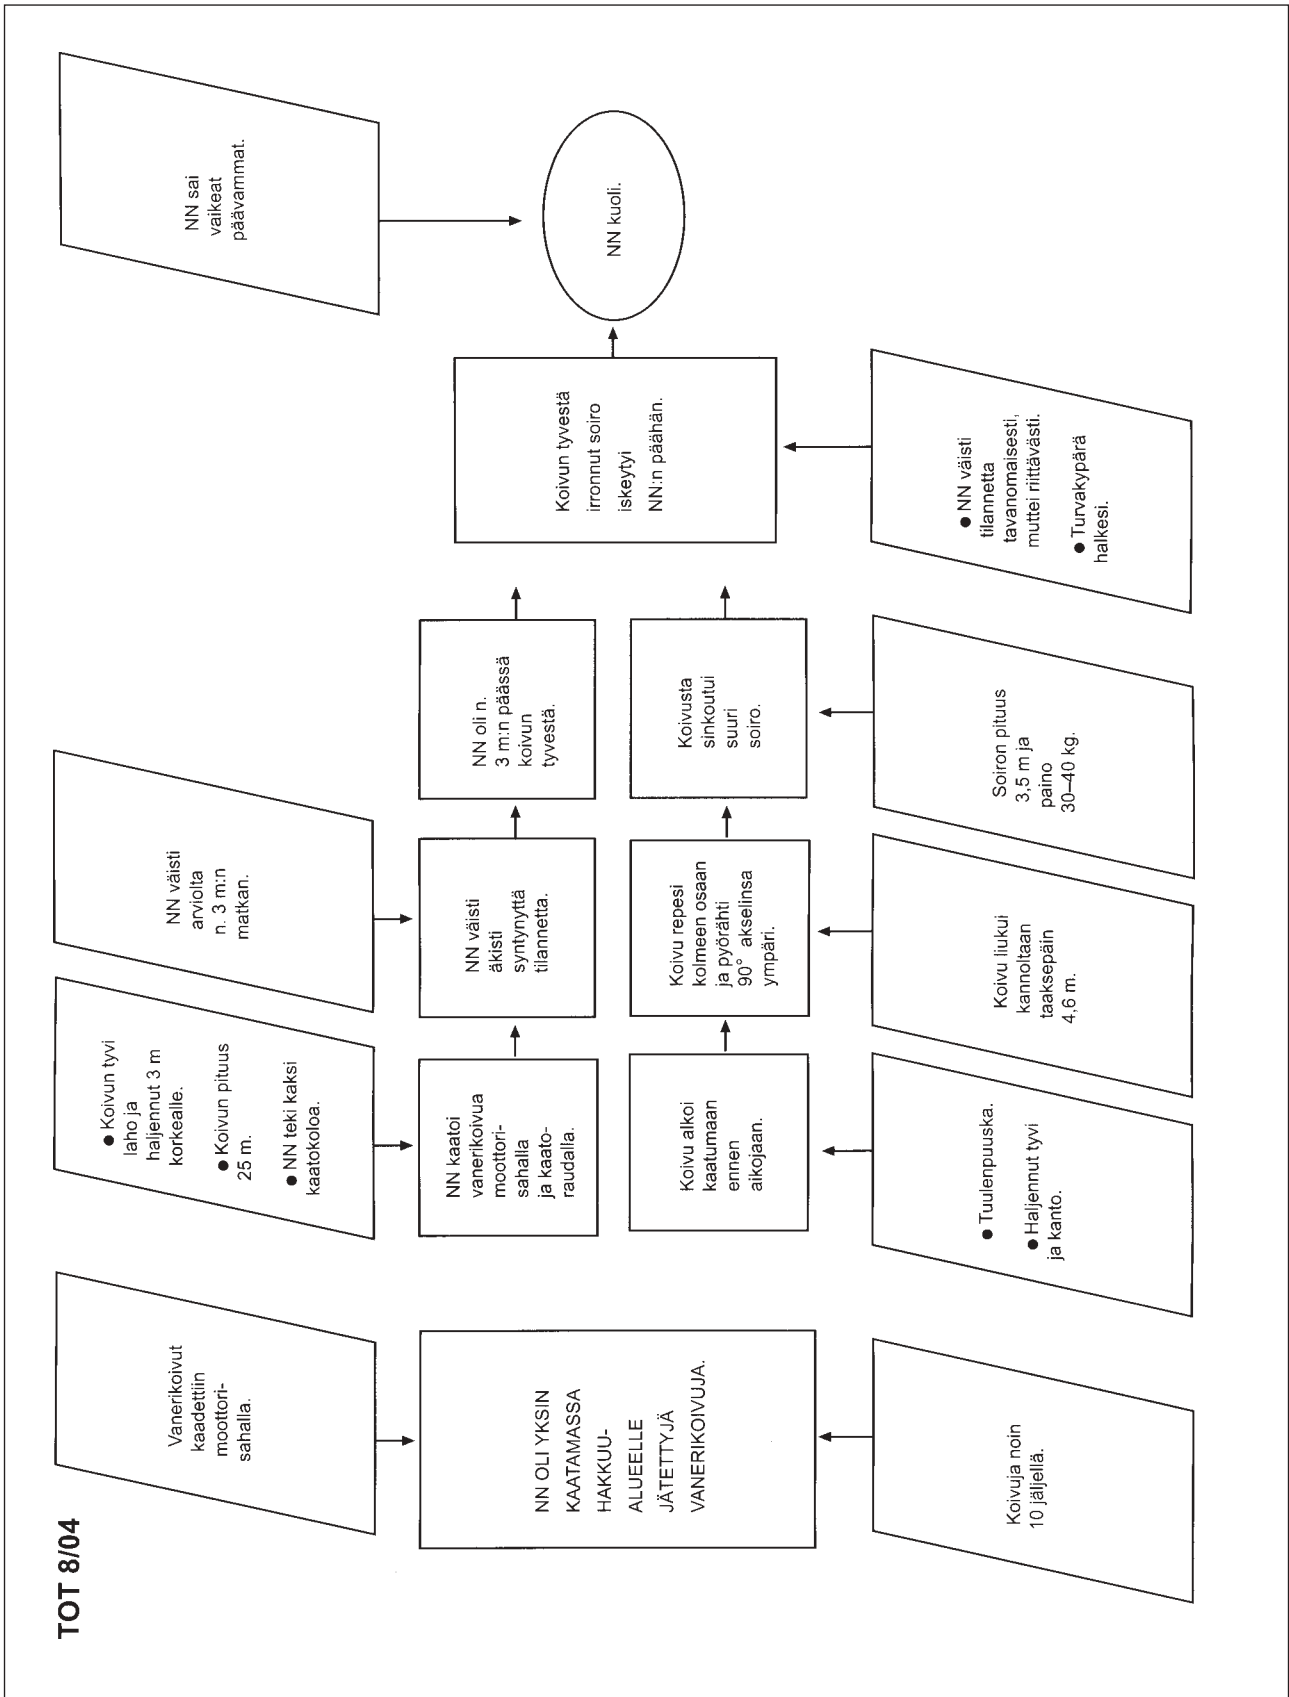 TOT 8/04
Vanerikoivut
kaadettiin
moottori-
sahalla.
NN OLI YKSIN
KAATAMASSA
HAKKUU-
ALUEELLE
JÄTETTYJÄ
VANERIKOIVUJA.
Koivuja noin
10 jäljellä.
● Koivun tyvi
laho ja
haljennut 3 m
korkealle.
● Koivun pituus
25 m.
● NN teki kaksi
kaatokoloa.
NN kaatoi
vanerikoivua
moottori-
sahalla
ja kaato-
raudalla.
Koivu alkoi
kaatumaan
ennen
aikojaan.
● Tuulenpuuska.
● Haljennut tyvi
ja kanto.
NN väisti
arviolta
n. 3 m:n
matkan.
NN väisti
äkisti
syntynyttä
tilannetta.
Koivu repesi
kolmeen osaan
ja pyörähti
90° akselinsa
ympäri.
Koivu liukui
kannoltaan
taaksepäin
4,6 m.
NN oli n.
3 m:n päässä
koivun
tyvestä.
Koivusta
sinkoutui
suuri
soiro.
Soiron pituus
3,5 m ja
paino
30–40 kg.
Koivun tyvestä
irronnut soiro
iskeytyi
NN:n päähän.
● NN väisti
tilannetta
tavanomaisesti,
muttei riittävästi.
● Turvakypärä
halkesi.
NN sai
vaikeat
päävammat.
NN kuoli.